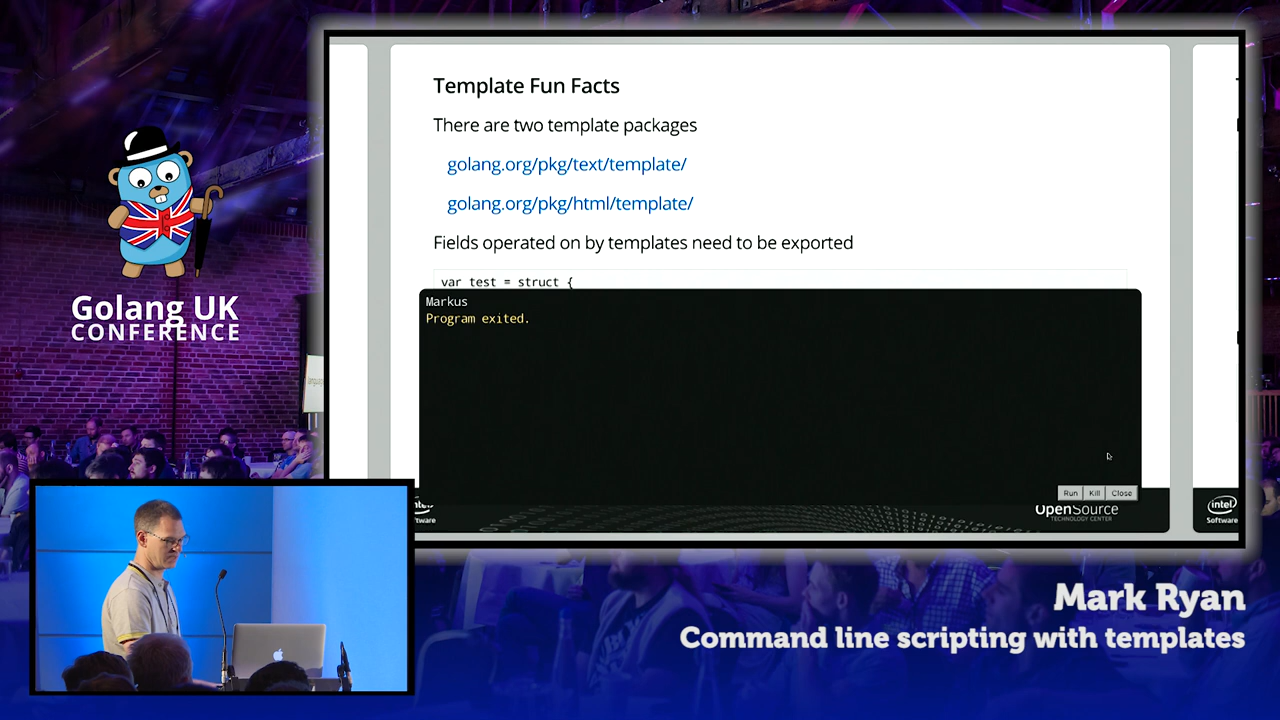 Template Fun Facts
There are two template packages
golang.org/pkg/text/template/
golang.org/pkg/html/template/
Fields operated on by templates need to be exported
var test = struct {
Markus
Program exited.
Run Kill Close
OpenSource
TECHNOLOGY CENTER
intel
Software
Golang UK
CONFERENCE
Mark Ryan
Command line scripting with templates